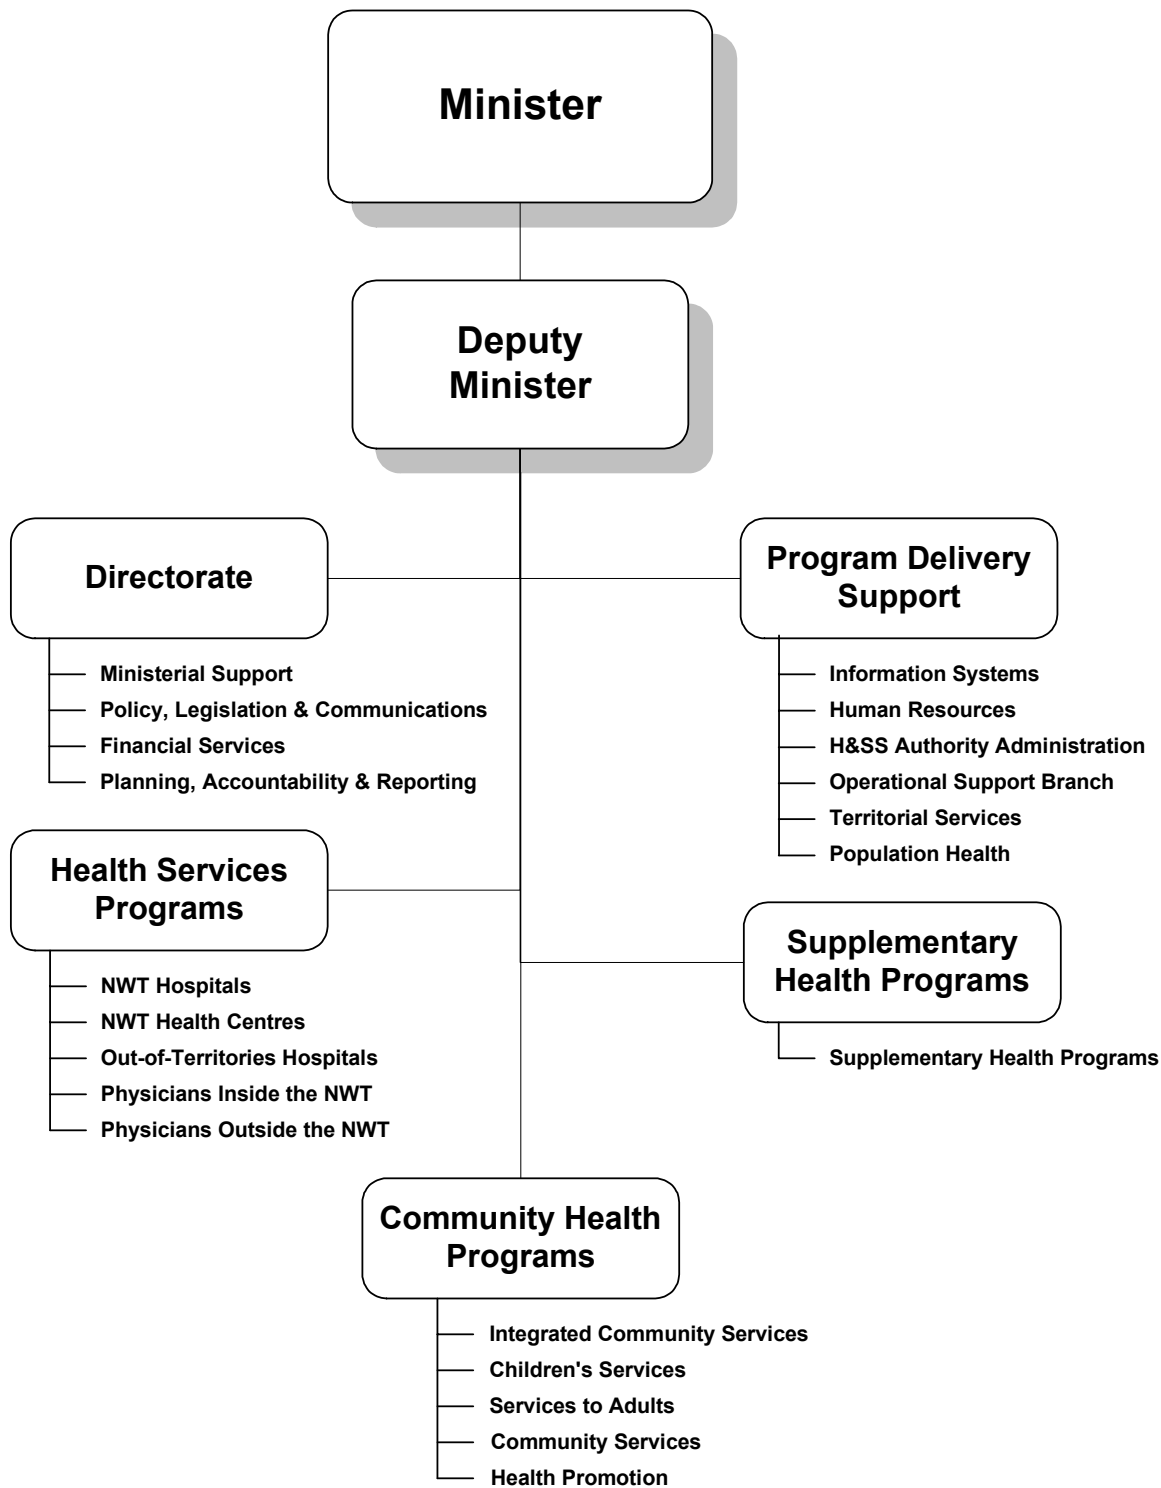 Minister
Deputy
Minister
Directorate
Ministerial Support
Policy, Legislation & Communications
Financial Services
Planning, Accountability & Reporting
Program Delivery
Support
Information Systems
Human Resources
H&SS Authority Administration
Operational Support Branch
Territorial Services
Population Health
Health Services
Programs
NWT Hospitals
NWT Health Centres
Out-of-Territories Hospitals
Physicians Inside the NWT
Physicians Outside the NWT
Supplementary
Health Programs
Supplementary Health Programs
Community Health
Programs
Integrated Community Services
Children's Services
Services to Adults
Community Services
Health Promotion